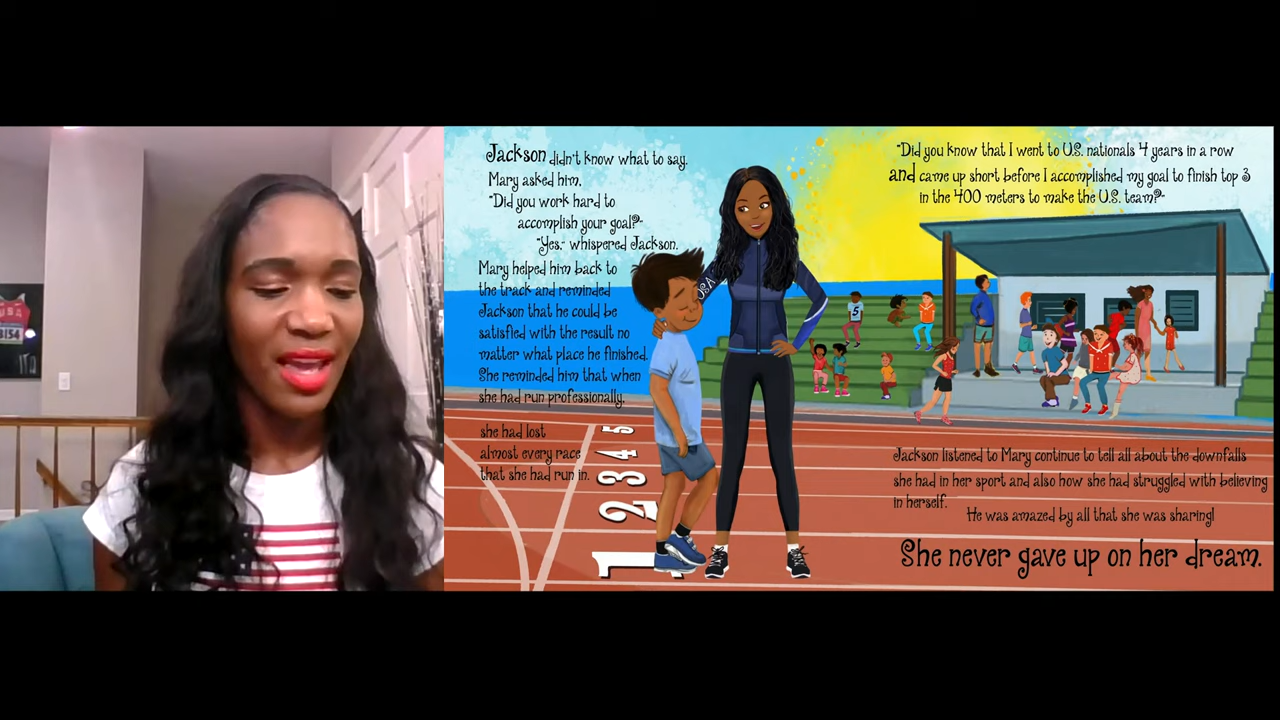 Jackson didn't know what to say.
Mary asked him,
"Did you work hard to
accomplish your goal?"
"Yes," whispered Jackson.
Mary helped him back to
the track and reminded
Jackson that he could be
satisfied with the result no
matter what place he finished.
She reminded him that when
she had run professionally,
she had lost
almost every race
that she had run in.
"Did you know that I went to U.S. nationals 4 years in a row
and came up short before I accomplished my goal to finish top 3
in the 400 meters to make the U.S. team?"
Jackson listened to Mary continue to tell all about the downfalls
she had in her sport and also how she had struggled with believing
in herself.
He was amazed by all that she was sharing!
She never gave up on her dream.
USA
5
5
4
3
2
1
USA
3154